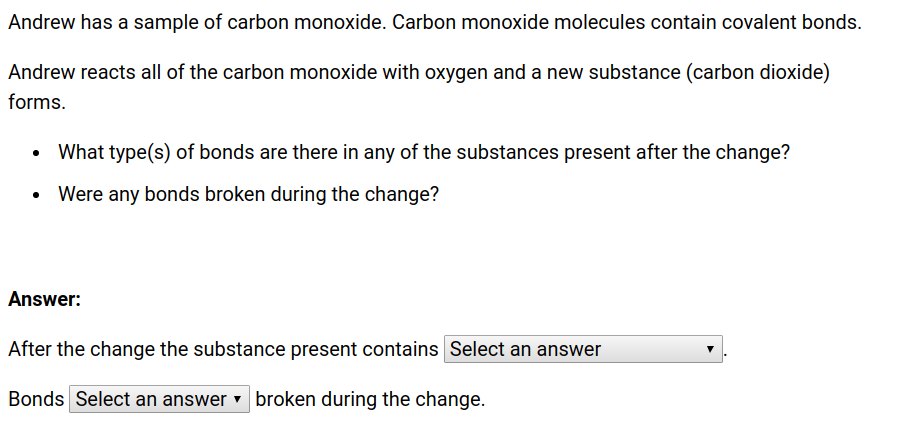 Andrew has a sample of carbon monoxide. Carbon monoxide molecules contain covalent bonds.
Andrew reacts all of the carbon monoxide with oxygen and a new substance (carbon dioxide)
forms.
• What type(s) of bonds are there in any of the substances present after the change?
• Were any bonds broken during the change?
Answer:
After the change the substance present contains Select an answer ▼.
Bonds Select an answer ▼ broken during the change.